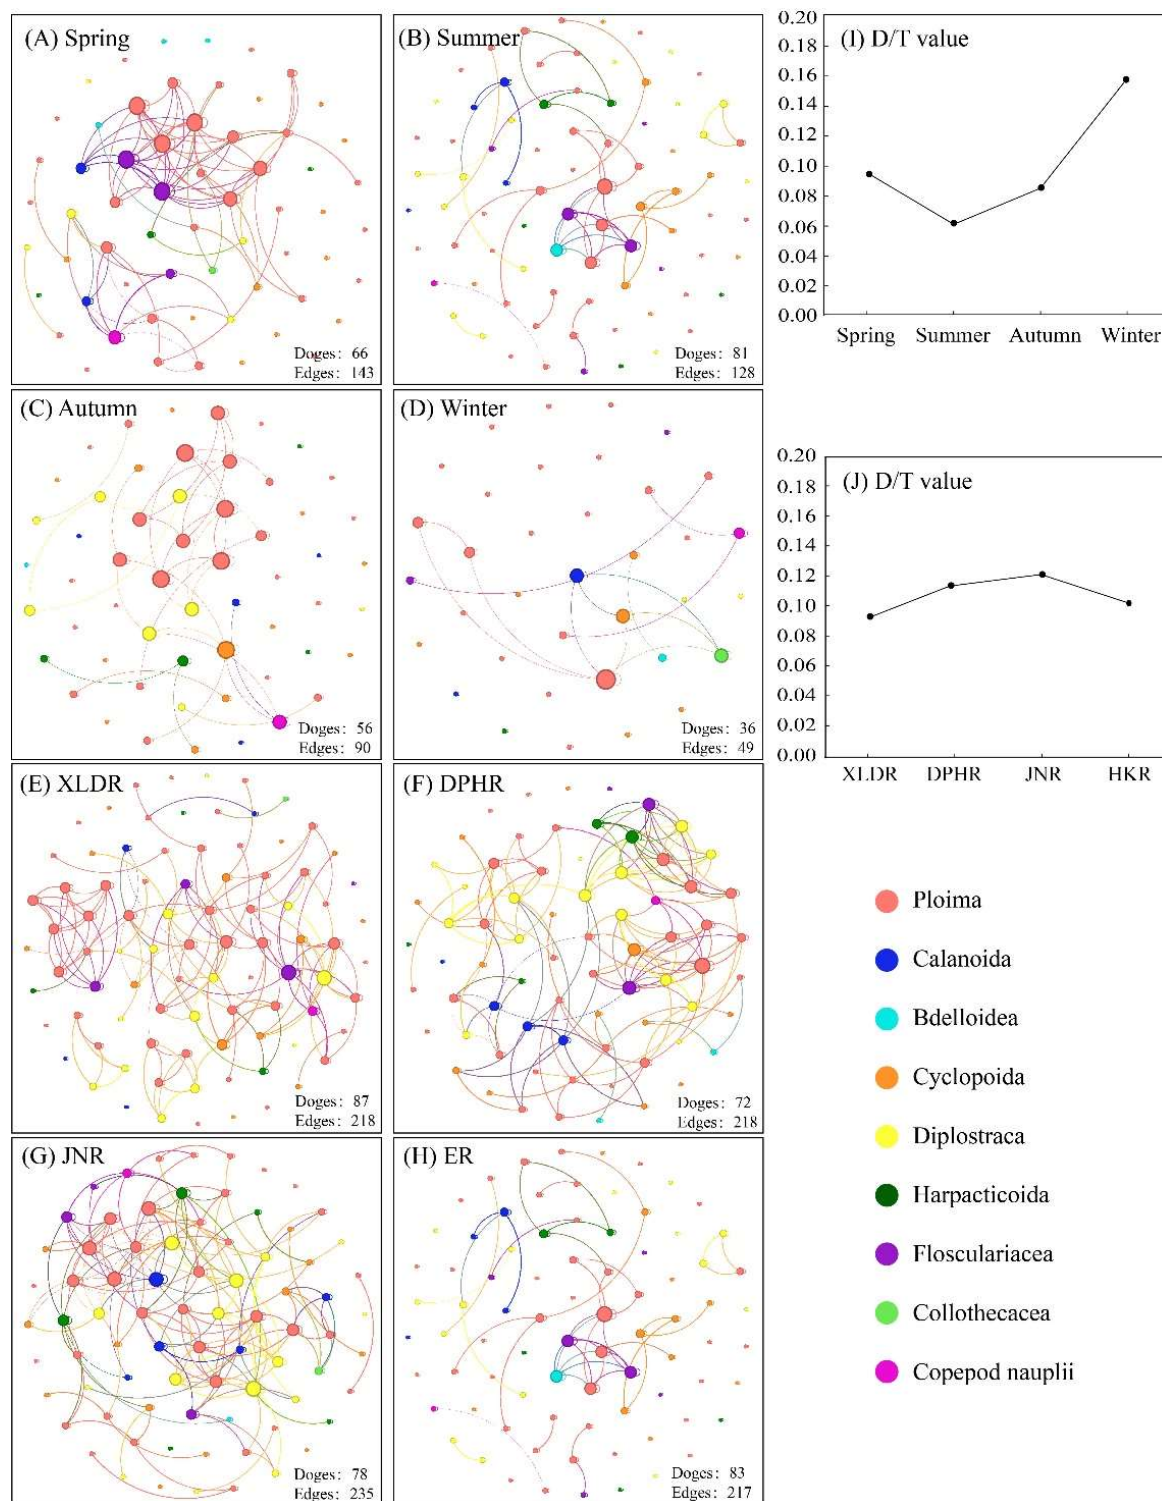 (A) Spring
Doges: 66
Edges: 143
(B) Summer
Doges: 81
Edges: 128
(I) D/T value
0.20
0.18
0.16
0.14
0.12
0.10
0.08
0.06
0.04
0.02
0.00
Spring Summer Autumn Winter
(C) Autumn
Doges: 56
Edges: 90
(D) Winter
Doges: 36
Edges: 49
(J) D/T value
0.20
0.18
0.16
0.14
0.12
0.10
0.08
0.06
0.04
0.02
0.00
XLDR DPHR JNR HKR
(E) XLDR
Doges: 87
Edges: 218
(F) DPHR
Doges: 72
Edges: 218
(G) JNR
Doges: 78
Edges: 235
(H) ER
Doges: 83
Edges: 217
Ploima
Calanoida
Bdelloidea
Cyclopoida
Diplostraca
Harpacticoida
Flosculariacea
Collothecacea
Copepod nauplii